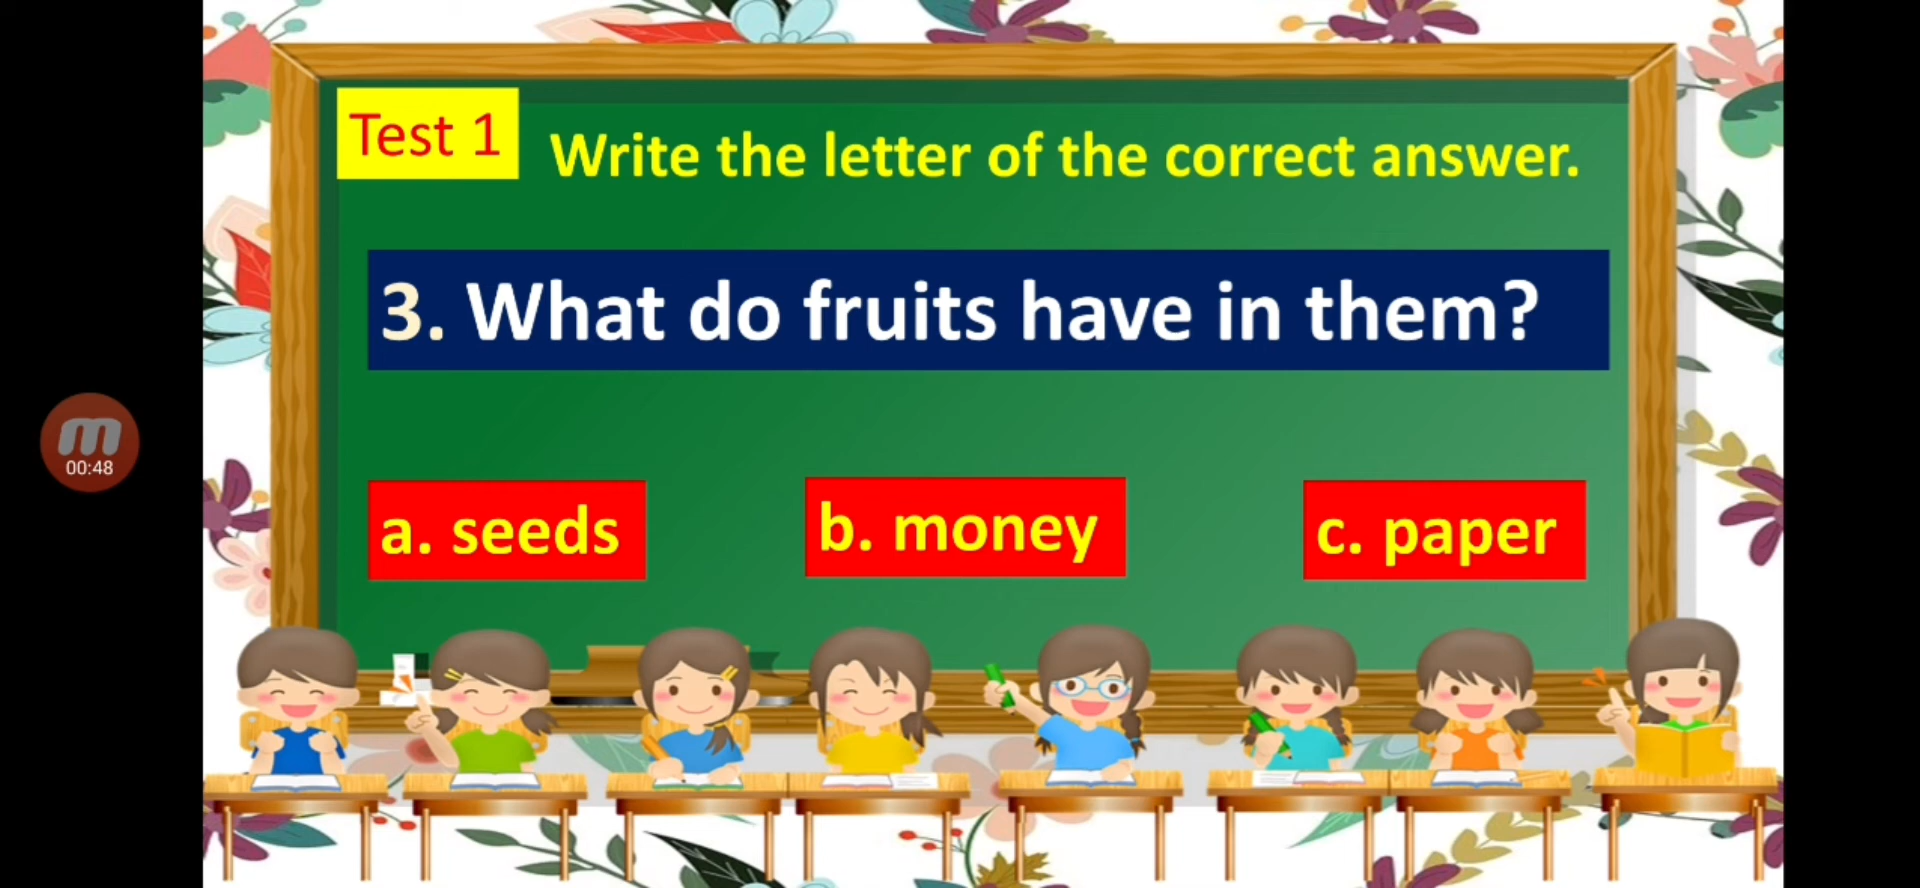 Test 1
Write the letter of the correct answer.
3. What do fruits have in them?
a. seeds
b. money
c. paper
m
00:48